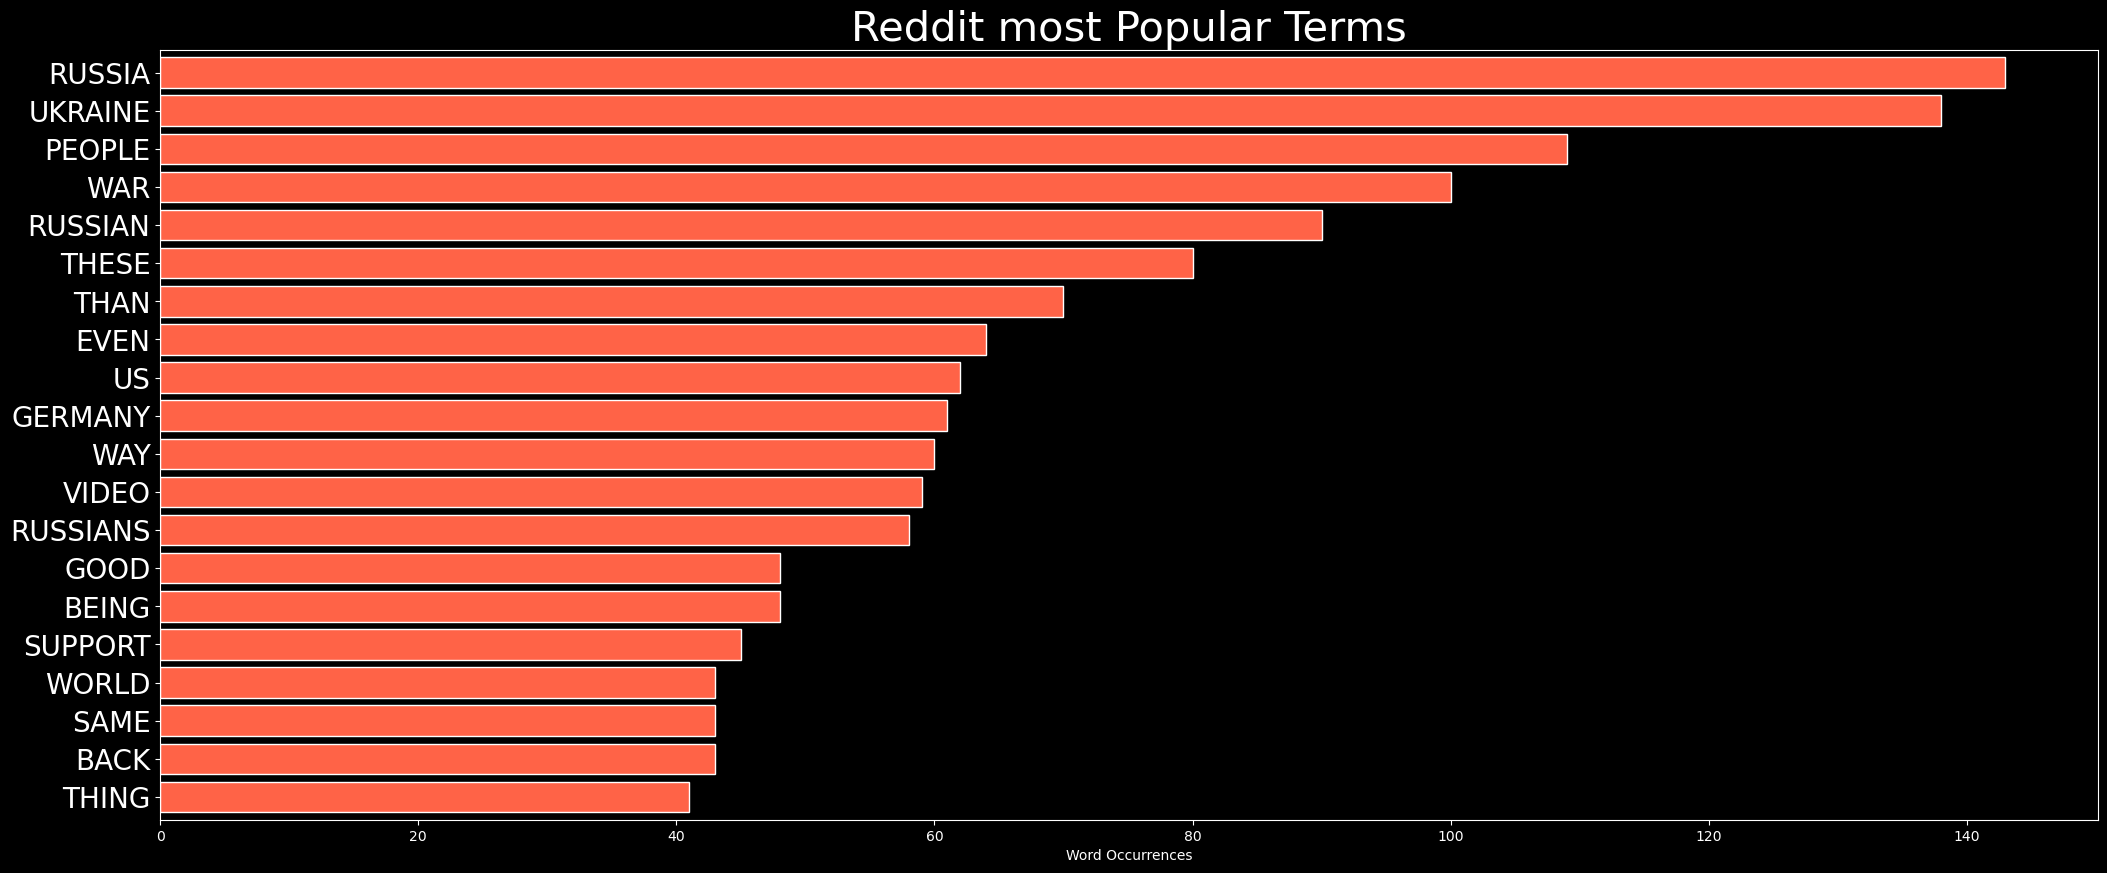 Reddit most Popular Terms
RUSSIA
UKRAINE
PEOPLE
WAR
RUSSIAN
THESE
THAN
EVEN
US
GERMANY
WAY
VIDEO
RUSSIANS
GOOD
BEING
SUPPORT
WORLD
SAME
BACK
THING
0 20 40 60 80 100 120 140
Word Occurrences